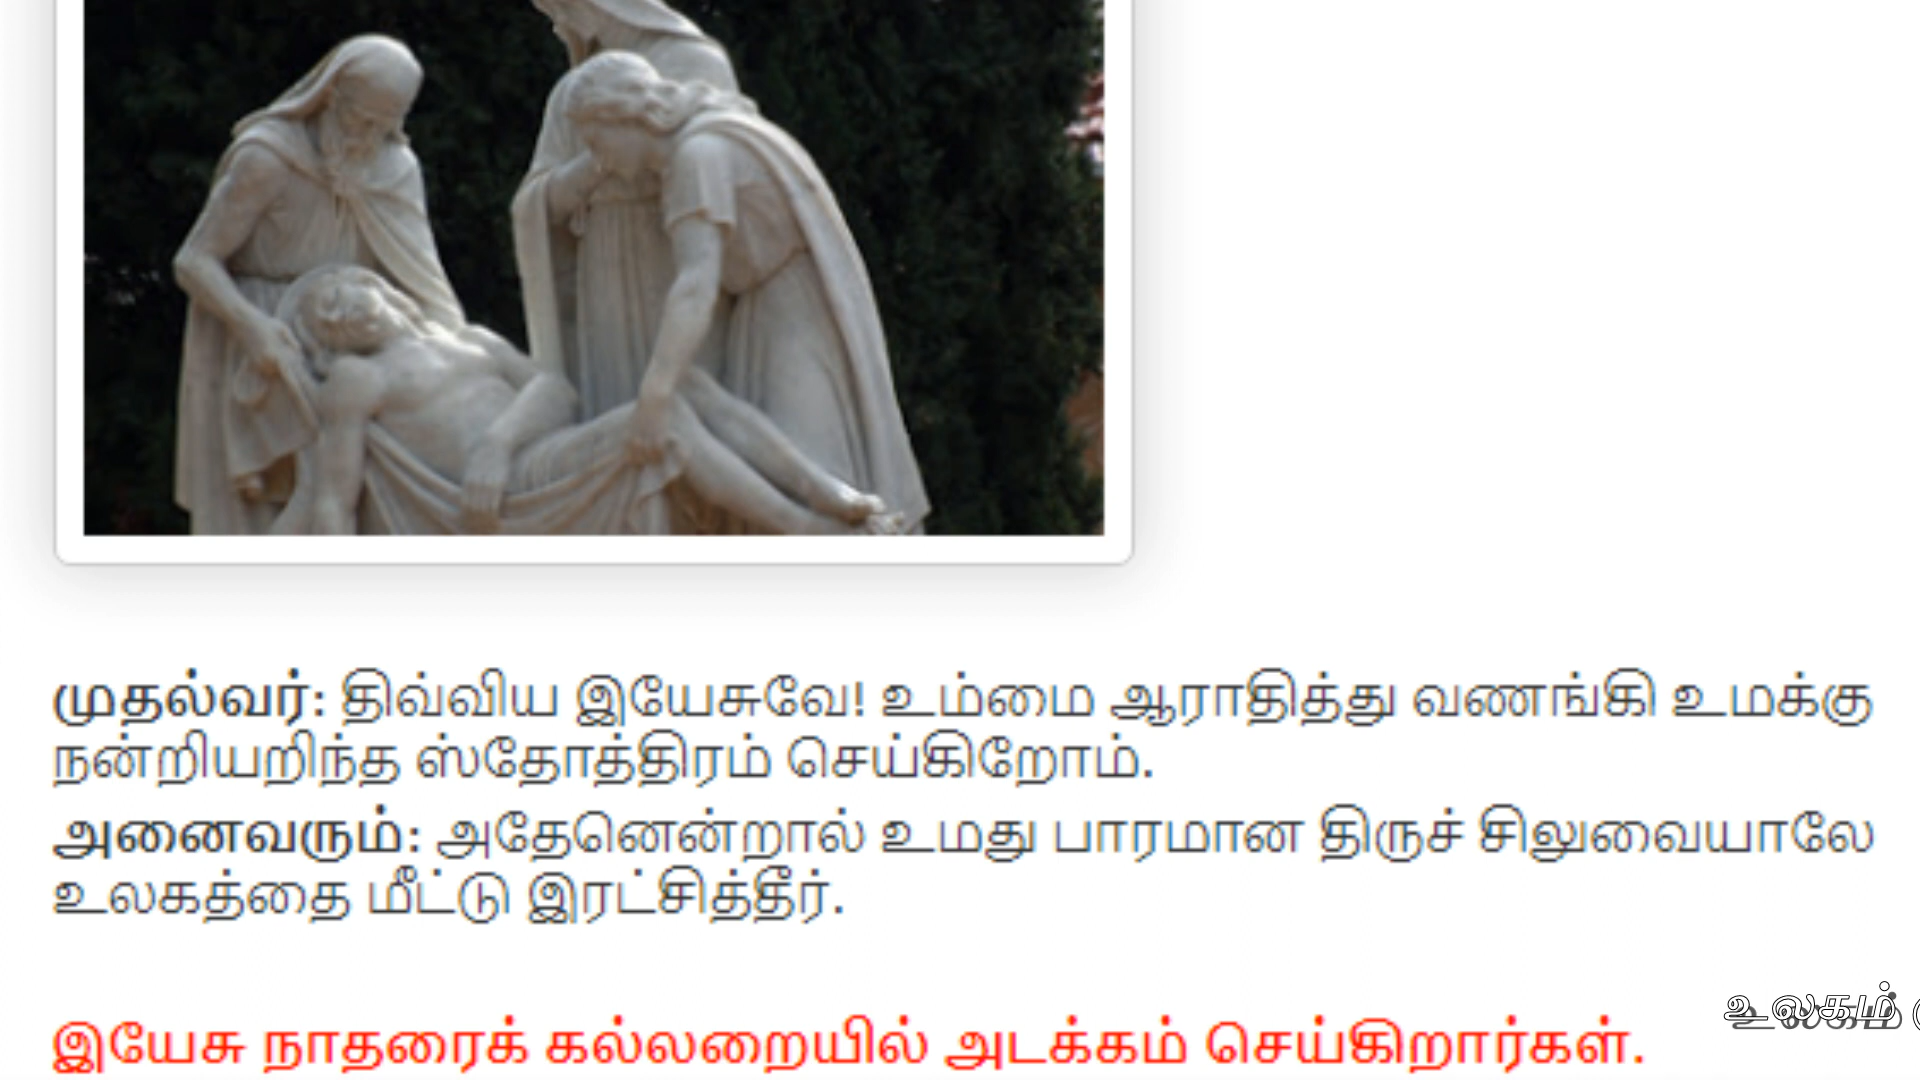 முதல்வர்: திவ்விய இயேசுவே! உம்மை ஆராதித்து வணங்கி உமக்கு
நன்றியறிந்த ஸ்தோத்திரம் செய்கிறோம்.
அனைவரும்: அதேனென்றால் உமது பாரமான திருச் சிலுவையாலே
உலகத்தை மீட்டு இரட்சித்தீர்.
இயேசு நாதரைக் கல்லறையில் அடக்கம் செய்கிறார்கள்.
உலகம்